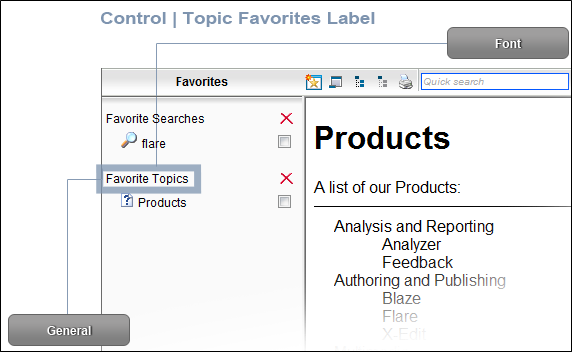 Control | Topic Favorites Label
Font
Favorites
Quick search
Favorite Searches
flare
Favorite Topics
Products
General
Products
A list of our Products:
Analysis and Reporting
Analyzer
Feedback
Authoring and Publishing
Blaze
Flare
X-Edit